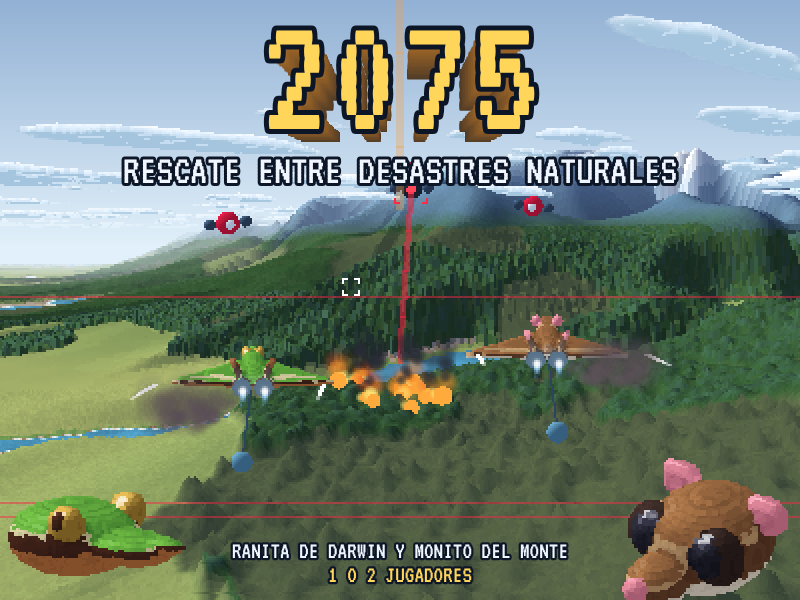 2075
RESCATE ENTRE DESASTRES NATURALES
RANITA DE DARWIN Y MONITO DEL MONTE
1 O 2 JUGADORES